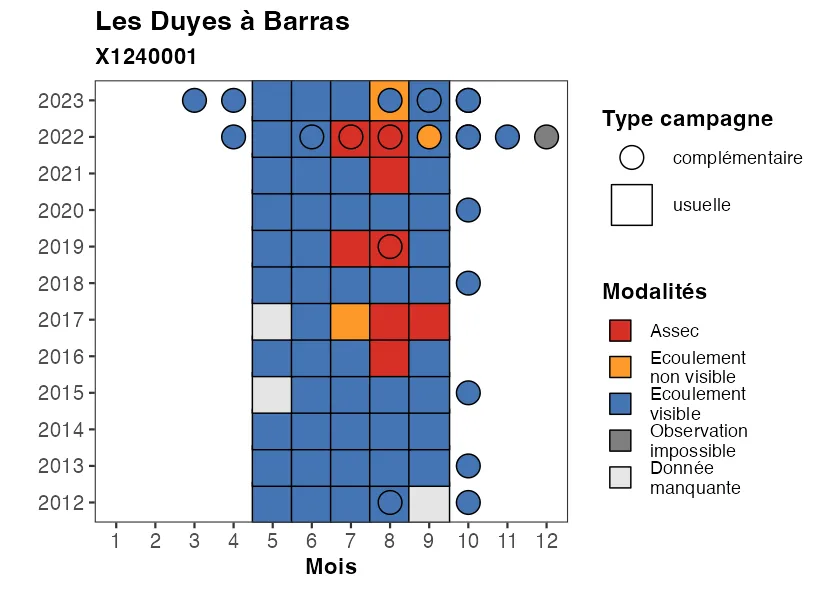 Les Duyes à Barras
X1240001
2023
2022
2021
2020
2019
2018
2017
2016
2015
2014
2013
2012
1 2 3 4 5 6 7 8 9 10 11 12
Mois
Type campagne
complémentaire
usuelle
Modalités
Assec
Ecoulement
non visible
Ecoulement
visible
Observation
impossible
Donnée
manquante